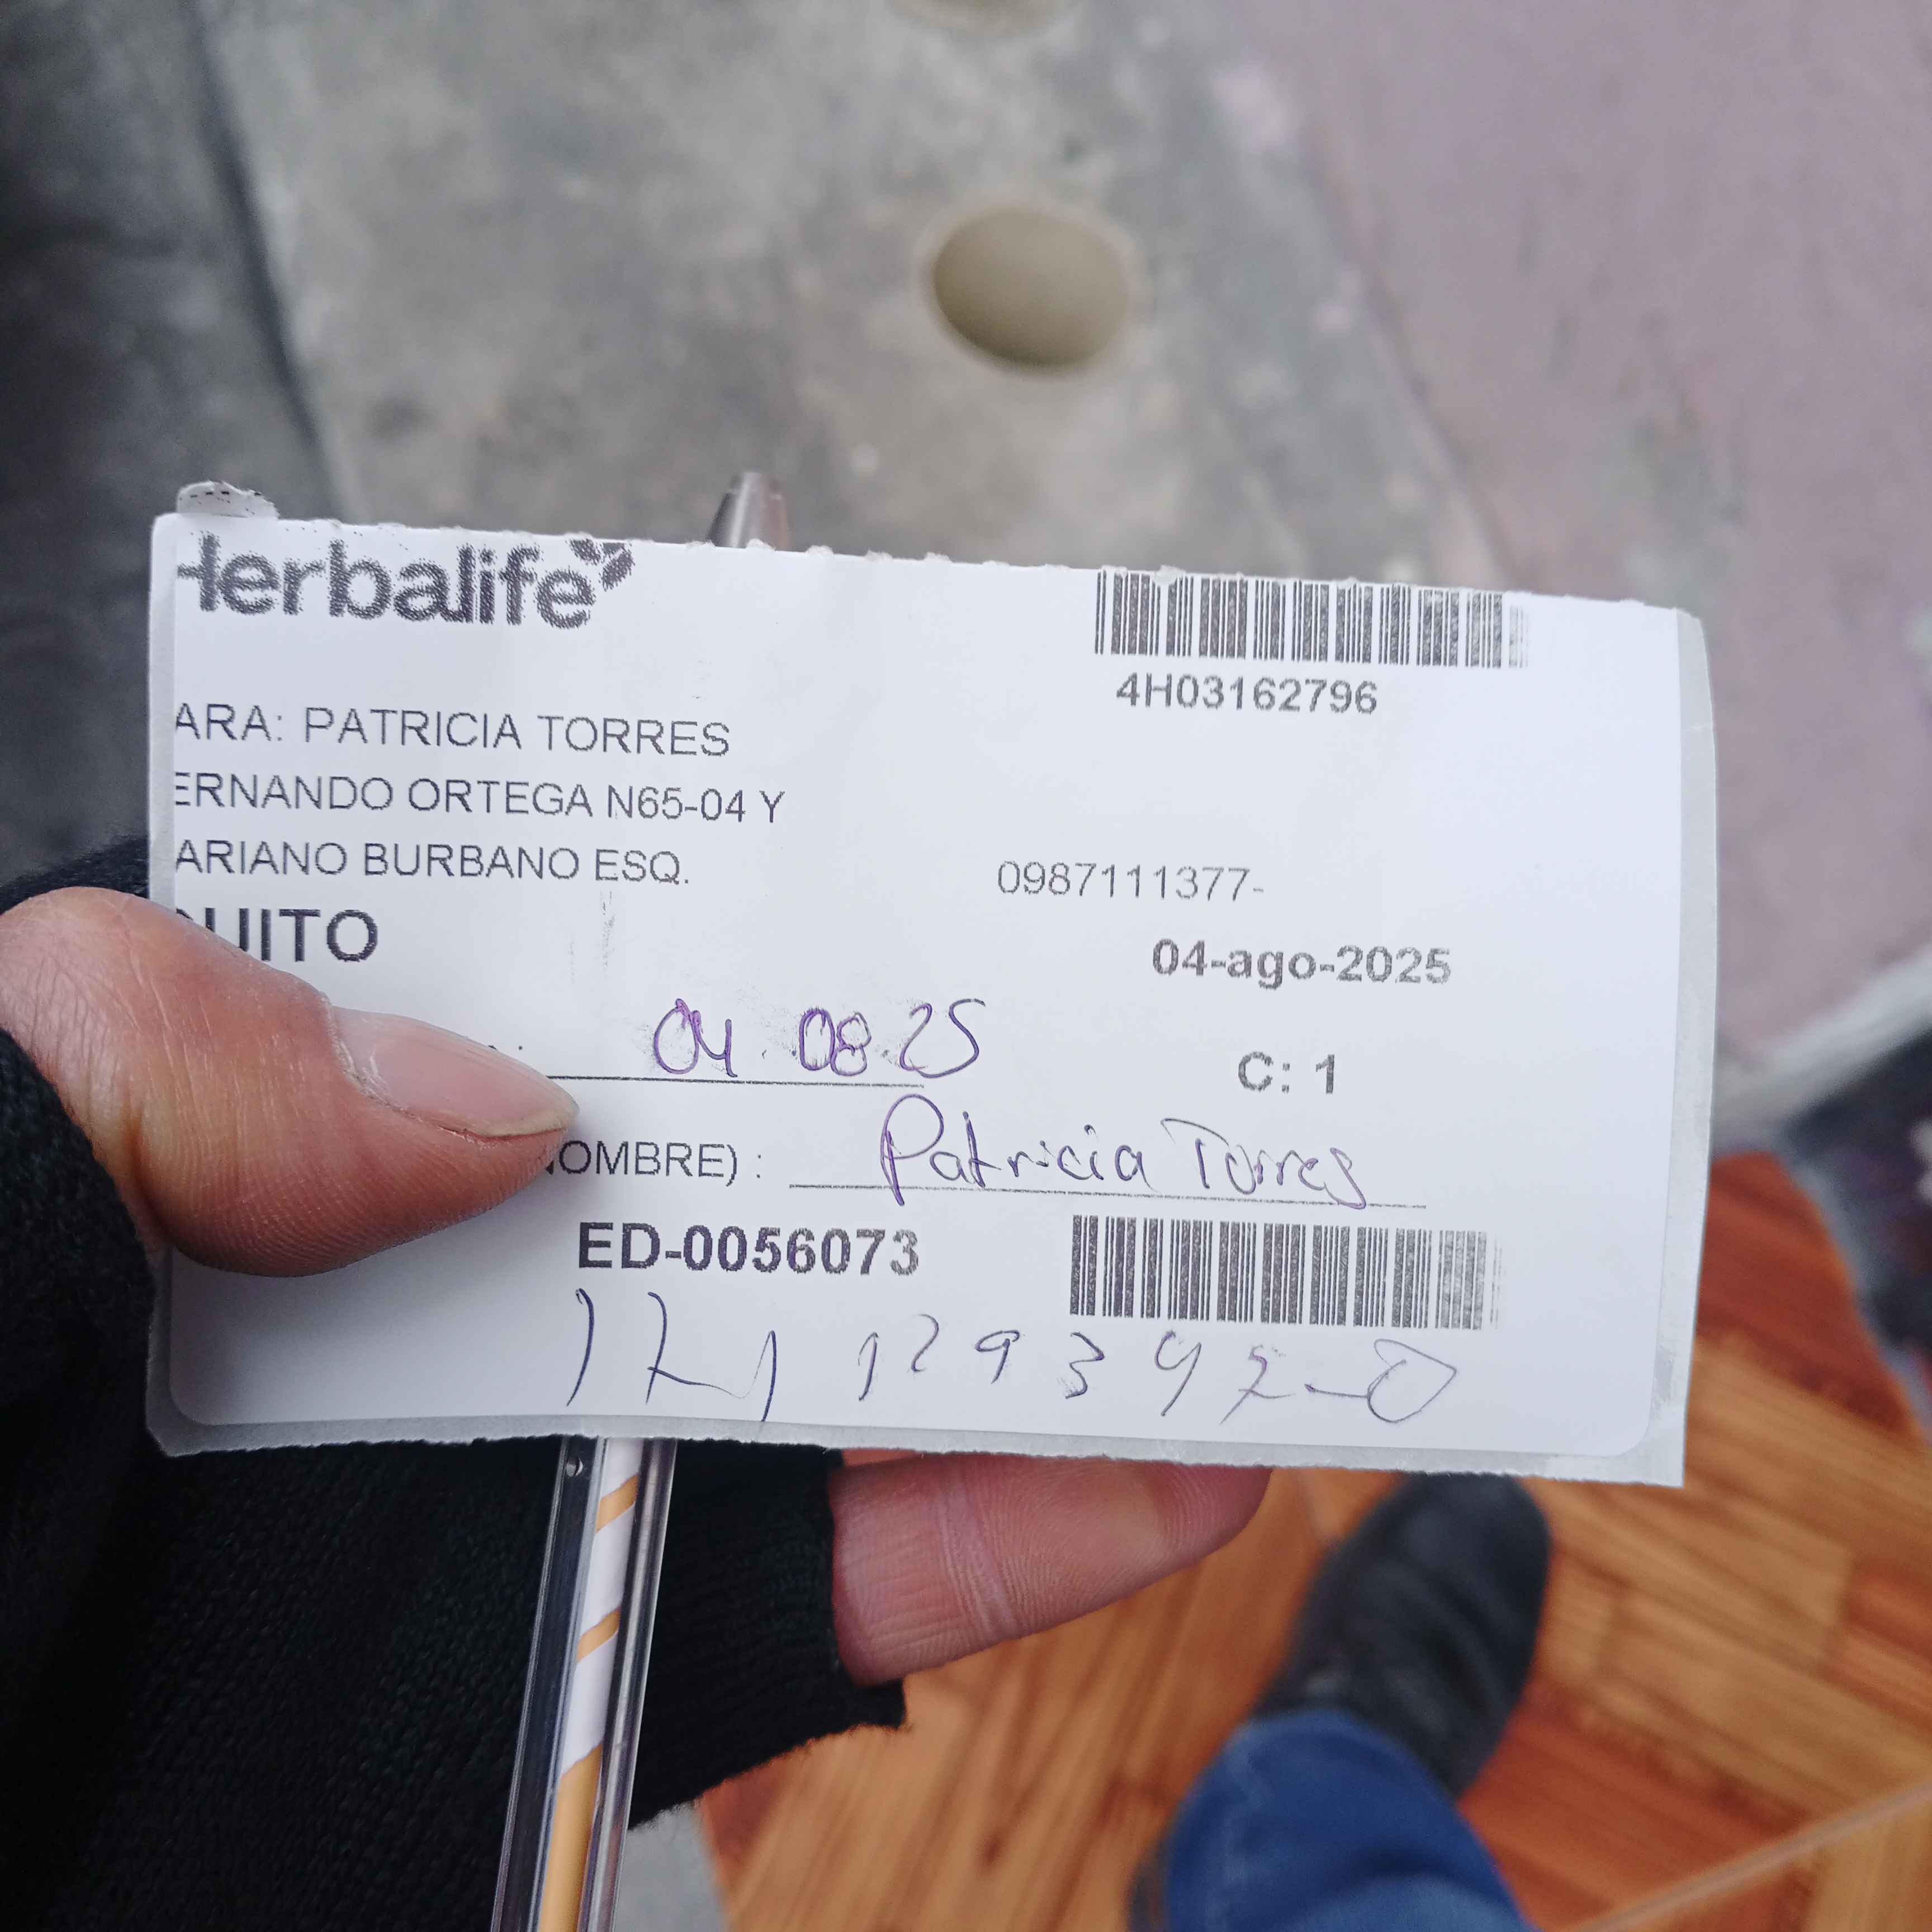 Herbalife
4H03162796
ARA: PATRICIA TORRES
ERNANDO ORTEGA N65-04 Y
ARIANO BURBANO ESQ.
0987111377-
QUITO
04-ago-2025
04.08.25
C: 1
NOMBRE) : Patricia Torres
ED-0056073